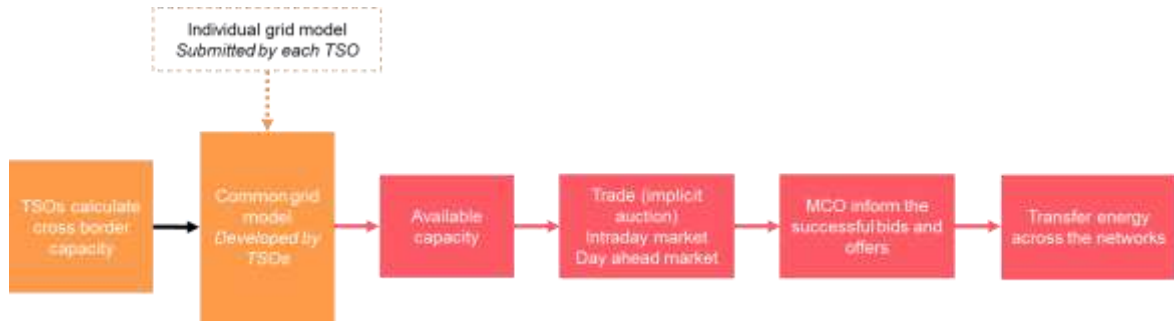 Individual grid model
Submitted by each TSO
TSOs calculate
cross border
capacity
Common grid
model
Developed by
TSOs
Available
capacity
Trade (implicit
auction)
Intraday market
Day ahead market
MCO inform the
successful bids and
offers
Transfer energy
across the networks